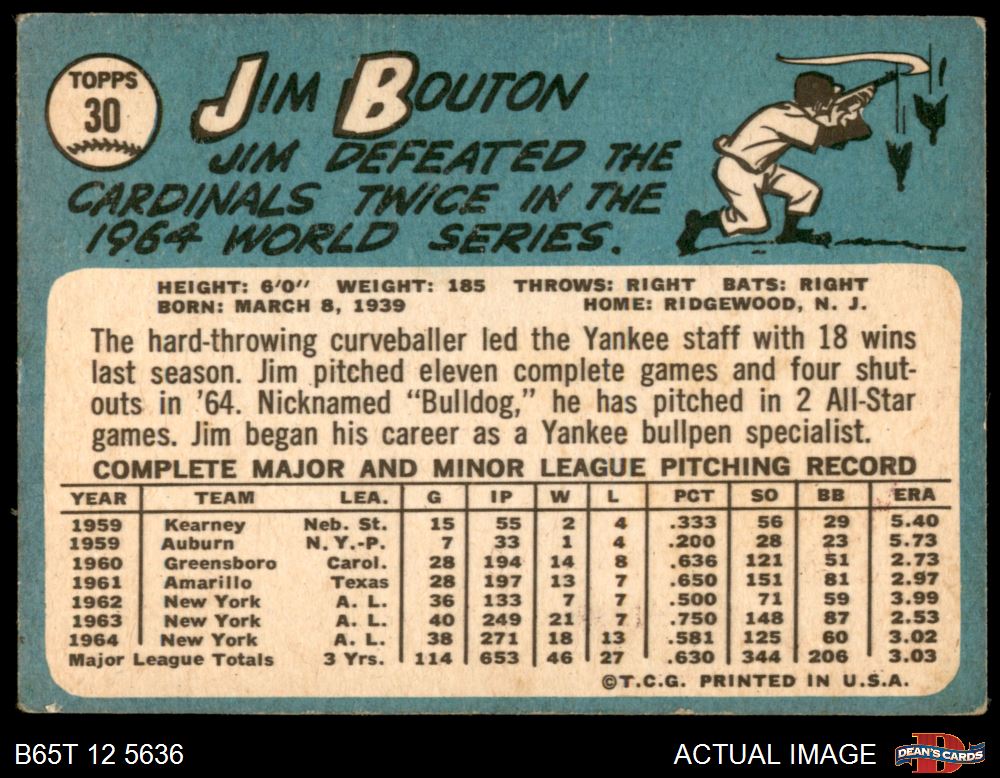 TOPPS
30
JIM BOUTON
JIM DEFEATED THE
CARDINALS TWICE IN THE
1964 WORLD SERIES.
HEIGHT: 6'0" WEIGHT: 185 THROWS: RIGHT BATS: RIGHT
BORN: MARCH 8, 1939 HOME: RIDGEWOOD, N. J.
The hard-throwing curveballer led the Yankee staff with 18 wins
last season. Jim pitched eleven complete games and four shut-
outs in '64. Nicknamed "Bulldog," he has pitched in 2 All-Star
games. Jim began his career as a Yankee bullpen specialist.
COMPLETE MAJOR AND MINOR LEAGUE PITCHING RECORD
YEAR TEAM LEA. G IP W L PCT SO BB ERA
1959 Kearney Neb. St. 15 55 2 4 .333 56 29 5.40
1959 Auburn N. Y.-P. 7 33 1 4 .200 28 23 5.73
1960 Greensboro Carol. 28 194 14 8 .636 121 51 2.73
1961 Amarillo Texas 28 197 13 7 .650 151 81 2.97
1962 New York A. L. 36 133 7 7 .500 71 59 3.99
1963 New York A. L. 40 249 21 7 .750 148 87 2.53
1964 New York A. L. 38 271 18 13 .581 125 60 3.02
Major League Totals 3 Yrs. 114 653 46 27 .630 344 206 3.03
©T.C.G. PRINTED IN U.S.A.
B65T 12 5636 ACTUAL IMAGE DEAN'S CARDS